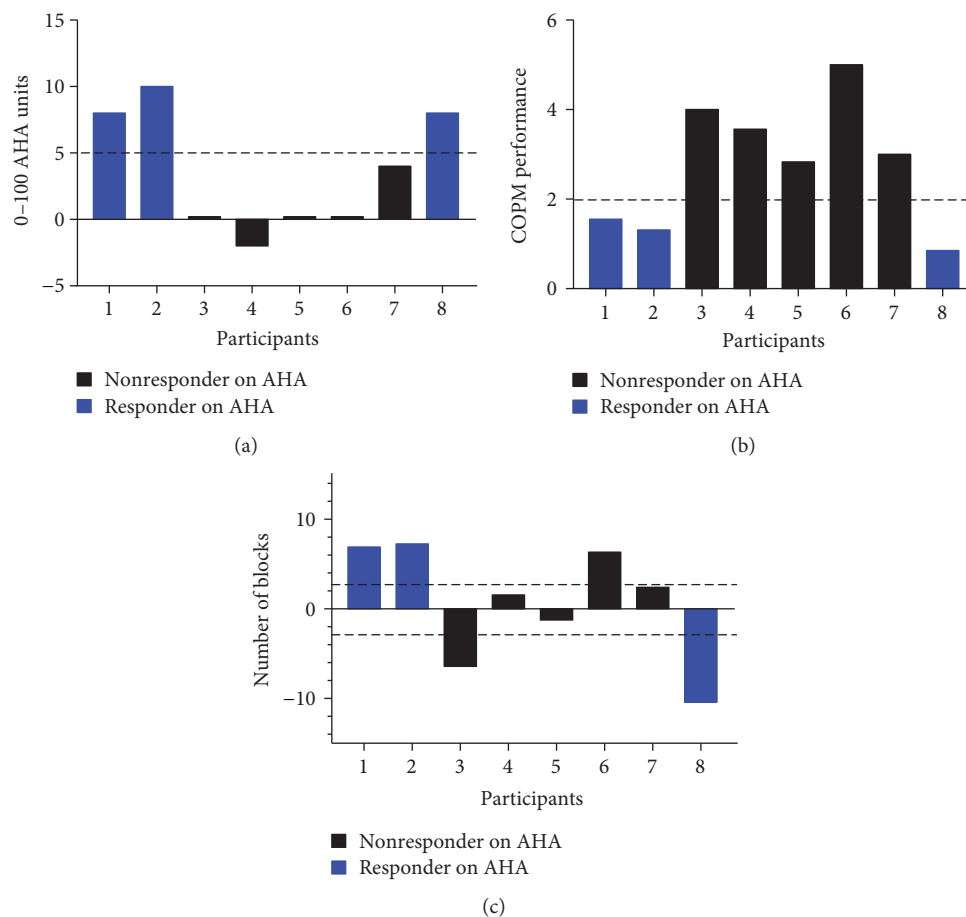 15
10
5
0
−5
0–100 AHA units
1 2 3 4 5 6 7 8
Participants
Nonresponder on AHA
Responder on AHA
(a)
6
4
2
0
COPM performance
1 2 3 4 5 6 7 8
Participants
Nonresponder on AHA
Responder on AHA
(b)
10
0
−10
Number of blocks
1 2 3 4 5 6 7 8
Participants
Nonresponder on AHA
Responder on AHA
(c)